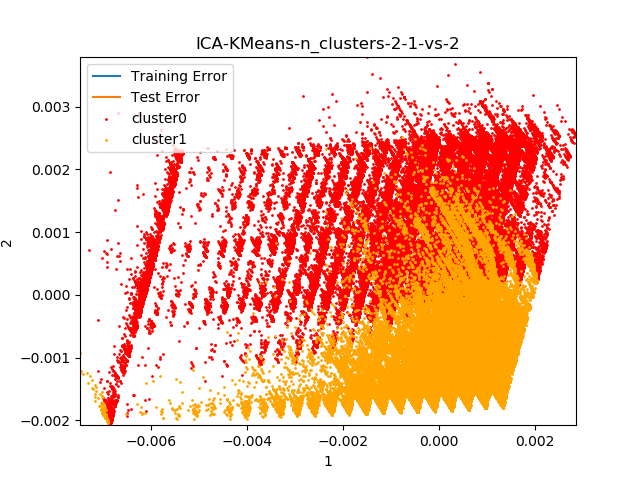 ICA-KMeans-n_clusters-2-1-vs-2
Training Error
Test Error
cluster0
cluster1
0.003
0.002
0.001
0.000
−0.001
−0.002
2
−0.006
−0.004
−0.002
0.000
0.002
1